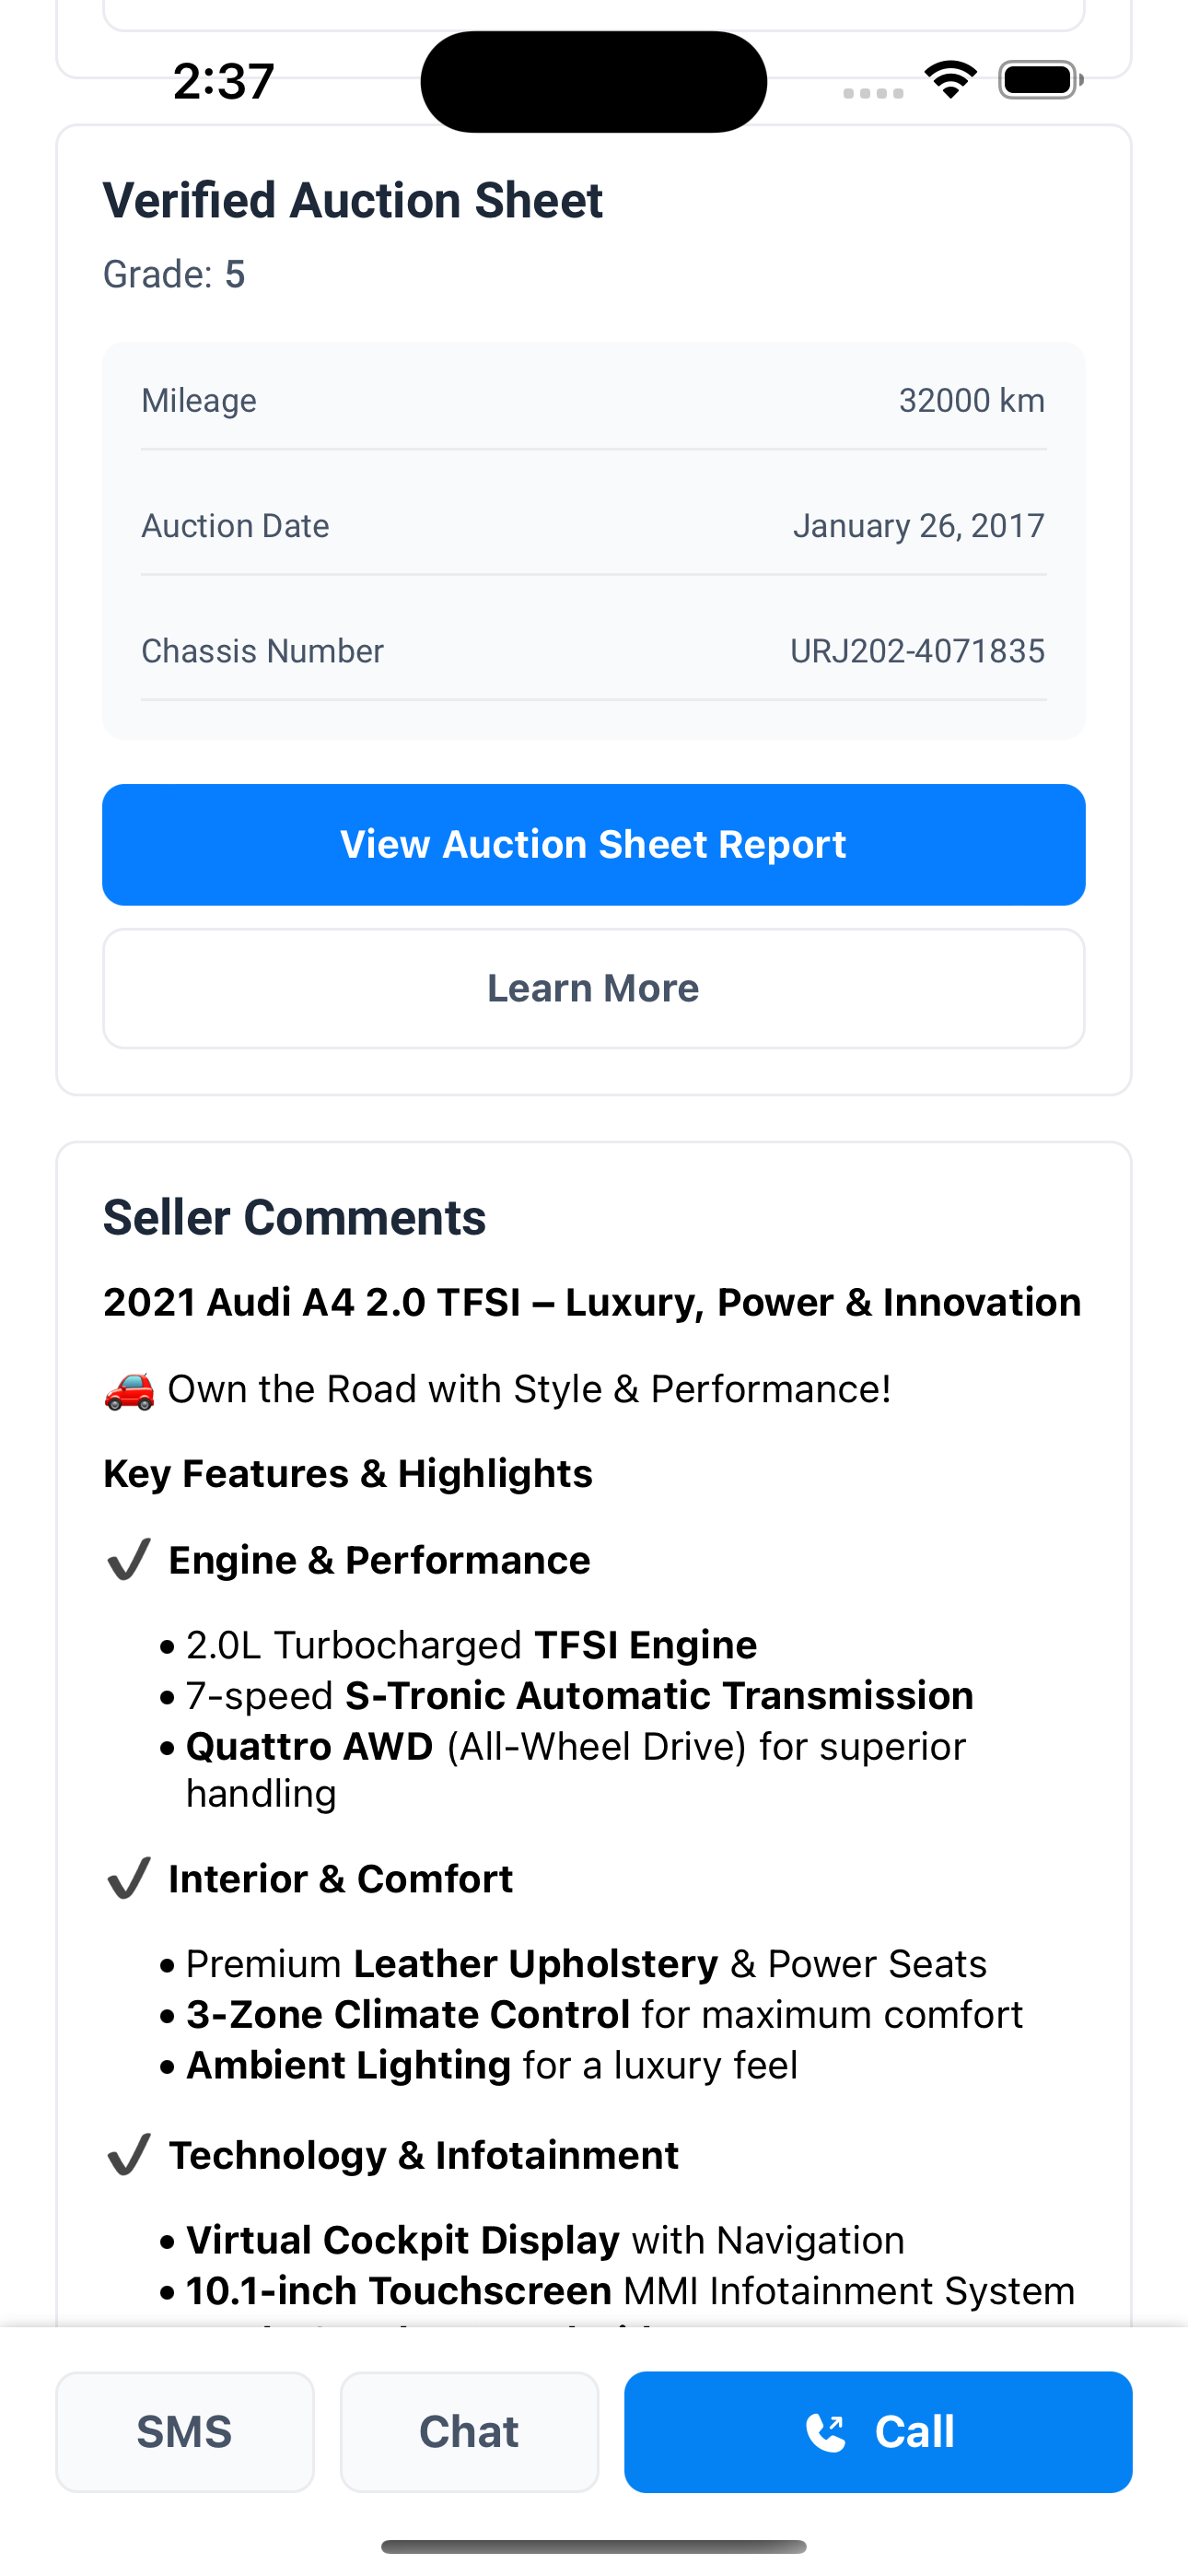 2:37
Verified Auction Sheet
Grade: 5
Mileage 32000 km
Auction Date January 26, 2017
Chassis Number URJ202-4071835
View Auction Sheet Report
Learn More
Seller Comments
2021 Audi A4 2.0 TFSI – Luxury, Power & Innovation
🚗 Own the Road with Style & Performance!
Key Features & Highlights
✔ Engine & Performance
• 2.0L Turbocharged TFSI Engine
• 7-speed S-Tronic Automatic Transmission
• Quattro AWD (All-Wheel Drive) for superior
handling
✔ Interior & Comfort
• Premium Leather Upholstery & Power Seats
• 3-Zone Climate Control for maximum comfort
• Ambient Lighting for a luxury feel
✔ Technology & Infotainment
• Virtual Cockpit Display with Navigation
• 10.1-inch Touchscreen MMI Infotainment System
SMS Chat Call